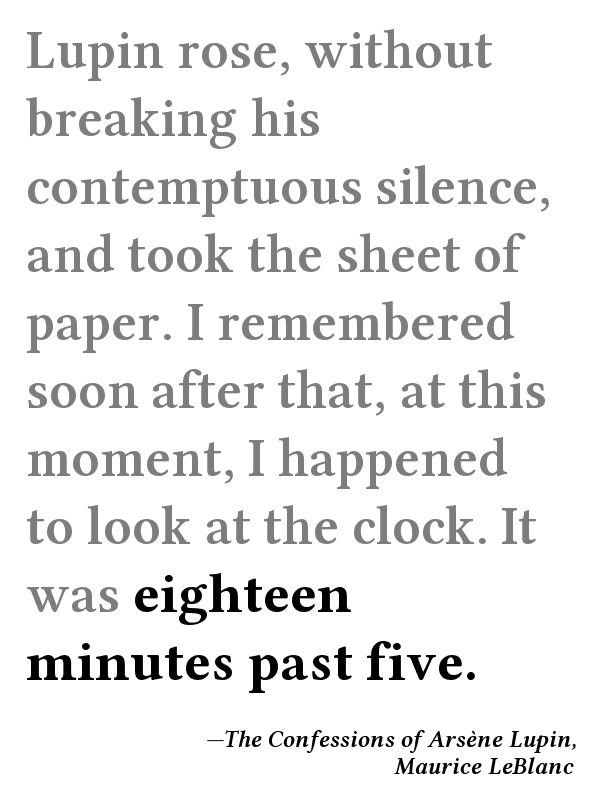 Lupin rose, without
breaking his
contemptuous silence,
and took the sheet of
paper. I remembered
soon after that, at this
moment, I happened
to look at the clock. It
was eighteen
minutes past five.
—The Confessions of Arsène Lupin,
Maurice LeBlanc